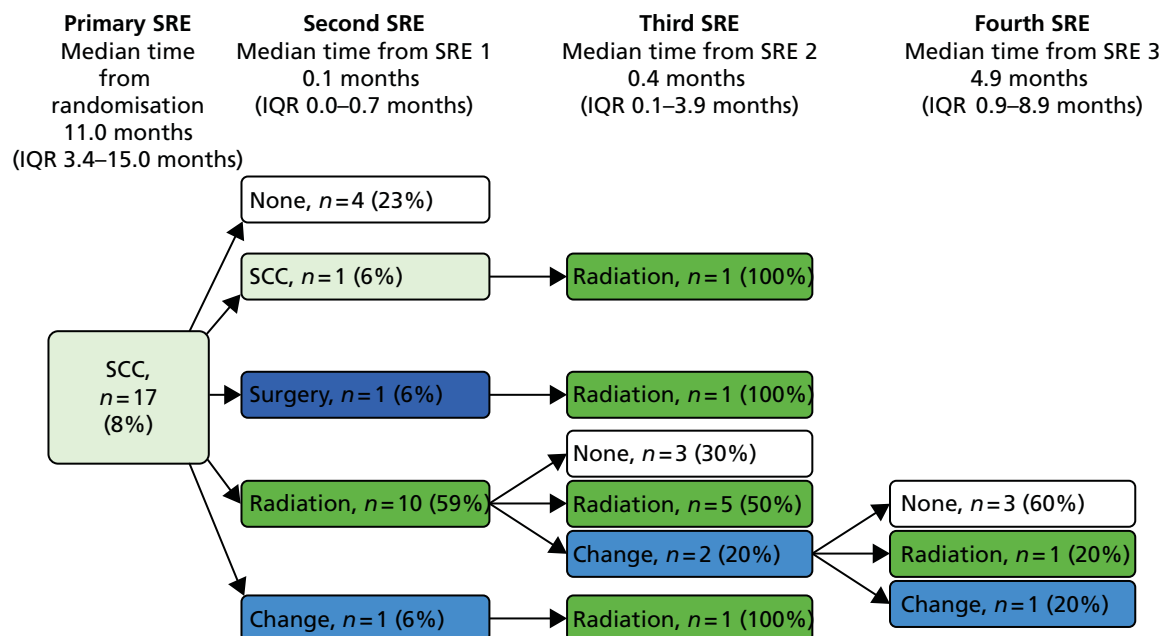 Primary SRE
Median time
from
randomisation
11.0 months
(IQR 3.4–15.0 months)
Second SRE
Median time from SRE 1
0.1 months
(IQR 0.0–0.7 months)
Third SRE
Median time from SRE 2
0.4 months
(IQR 0.1–3.9 months)
Fourth SRE
Median time from SRE 3
4.9 months
(IQR 0.9–8.9 months)
SCC,
n=17
(8%)
None, n=4 (23%)
SCC, n=1 (6%)
Surgery, n=1 (6%)
Radiation, n=10 (59%)
Change, n=1 (6%)
Radiation, n=1 (100%)
Radiation, n=1 (100%)
None, n=3 (30%)
Radiation, n=5 (50%)
Change, n=2 (20%)
Radiation, n=1 (100%)
None, n=3 (60%)
Radiation, n=1 (20%)
Change, n=1 (20%)